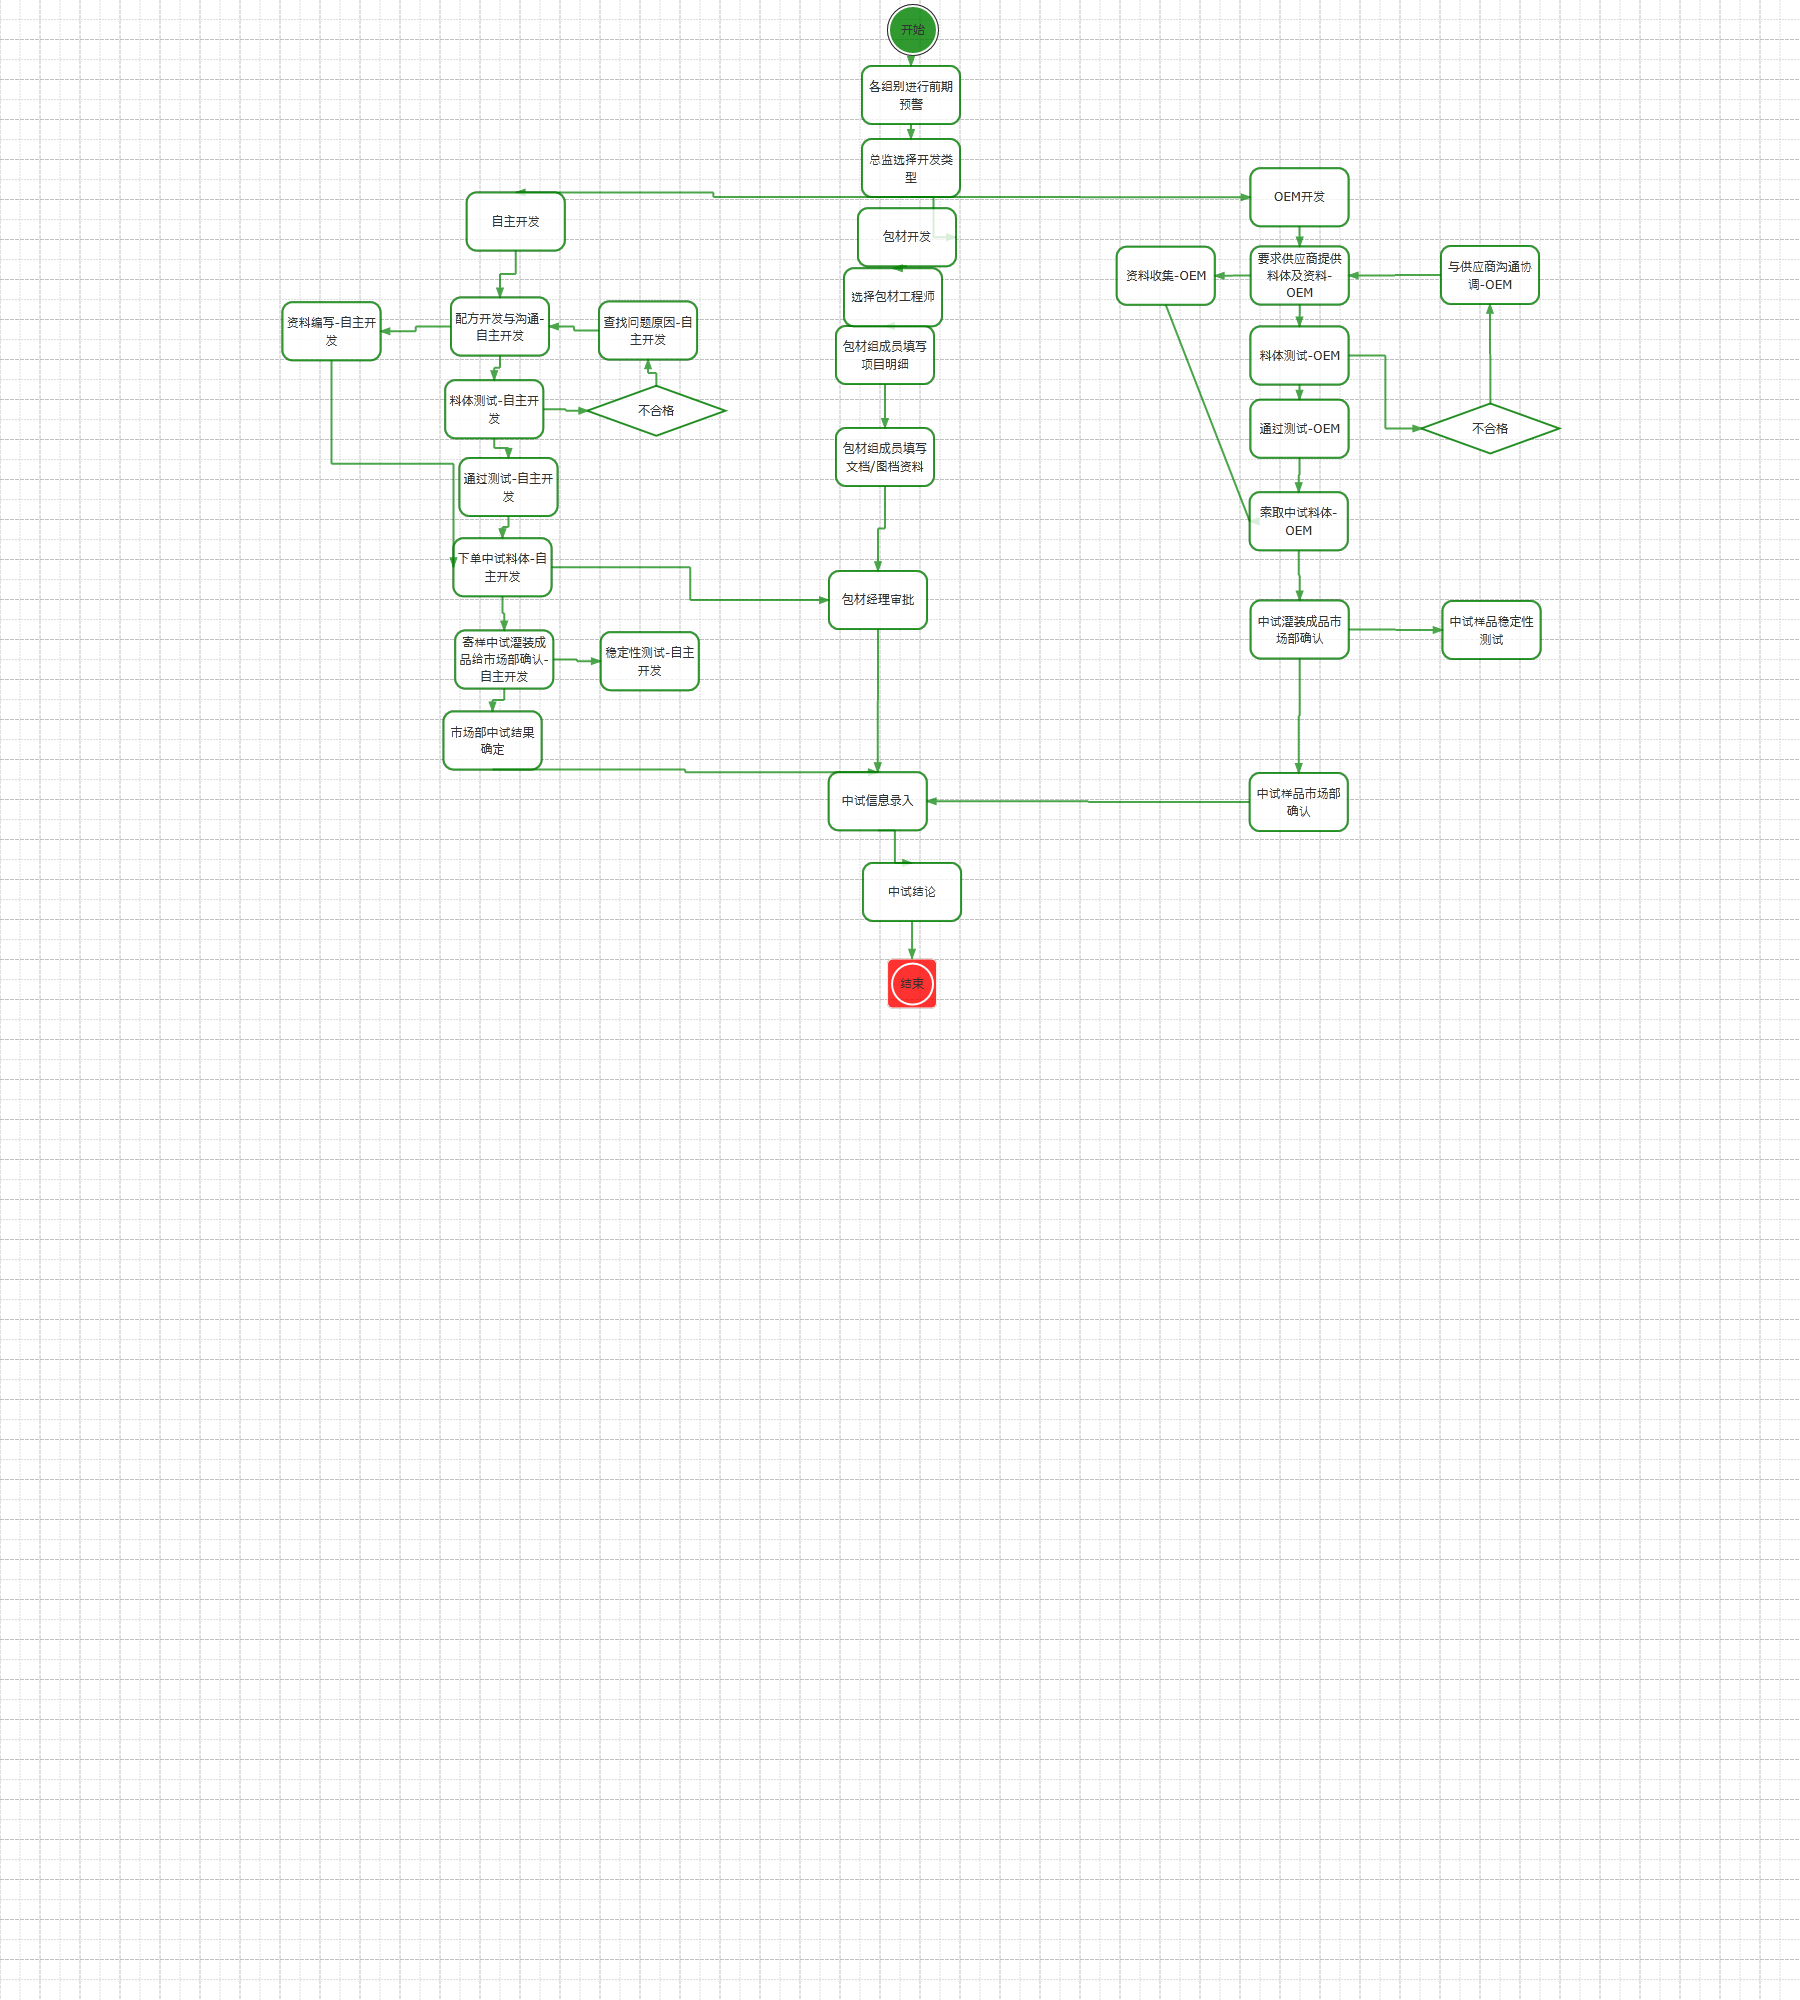 开始
各组别进行前期
预警
总监选择开发类
型
自主开发
OEM开发
包材开发
资料收集-OEM
要求供应商提供
料体及资料-
OEM
与供应商沟通协
调-OEM
选择包材工程师
资料编写-自主开
发
配方开发与沟通-
自主开发
查找问题原因-自
主开发
包材组成员填写
项目明细
料体测试-OEM
料体测试-自主开
发
不合格
通过测试-OEM
不合格
包材组成员填写
文档/图档资料
通过测试-自主开
发
索取中试料体-
OEM
下单中试料体-自
主开发
包材经理审批
中试灌装成品市
场部确认
中试样品稳定性
测试
寄样中试灌装成
品给市场部确认-
自主开发
稳定性测试-自主
开发
市场部中试结果
确定
中试信息录入
中试样品市场部
确认
中试结论
结束